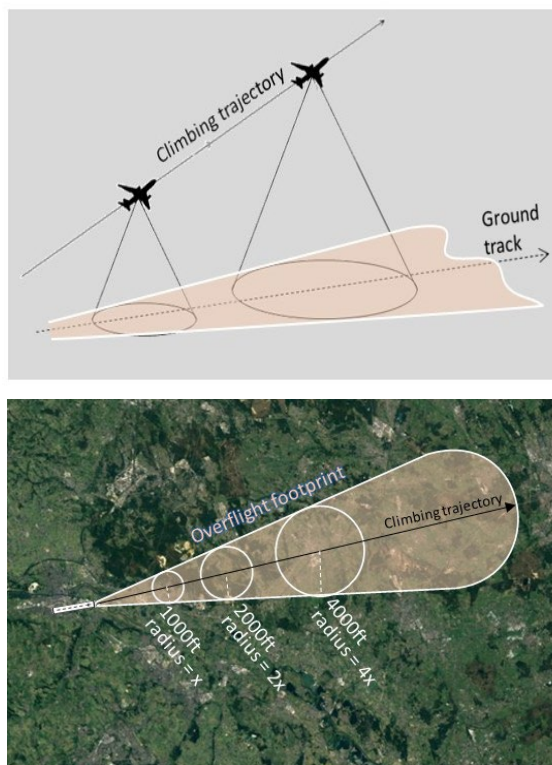 Climbing trajectory
Ground
track
Overflight footprint
Climbing trajectory
1000ft
radius = x
2000ft
radius = 2x
4000ft
radius = 4x